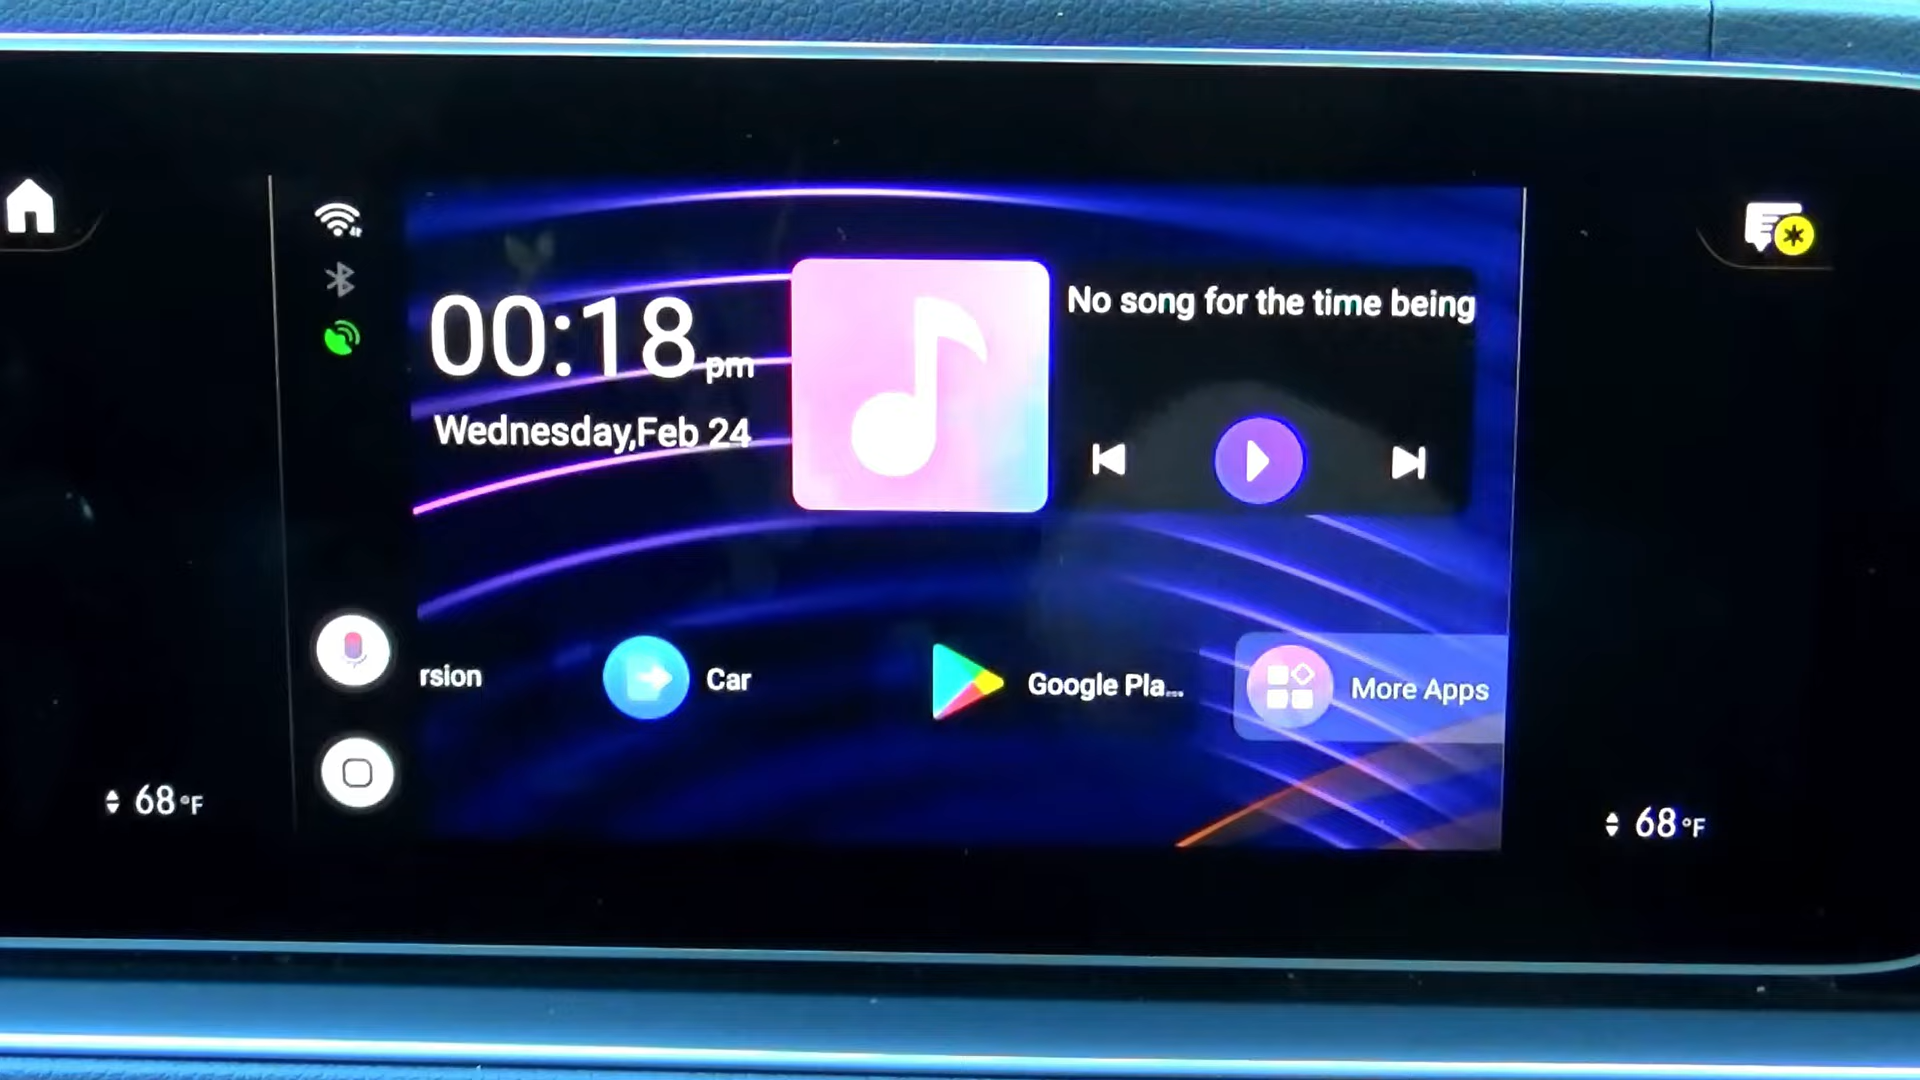 00:18 pm
Wednesday,Feb 24
No song for the time being
rsion
Car
Google Pla...
More Apps
68°F
68°F